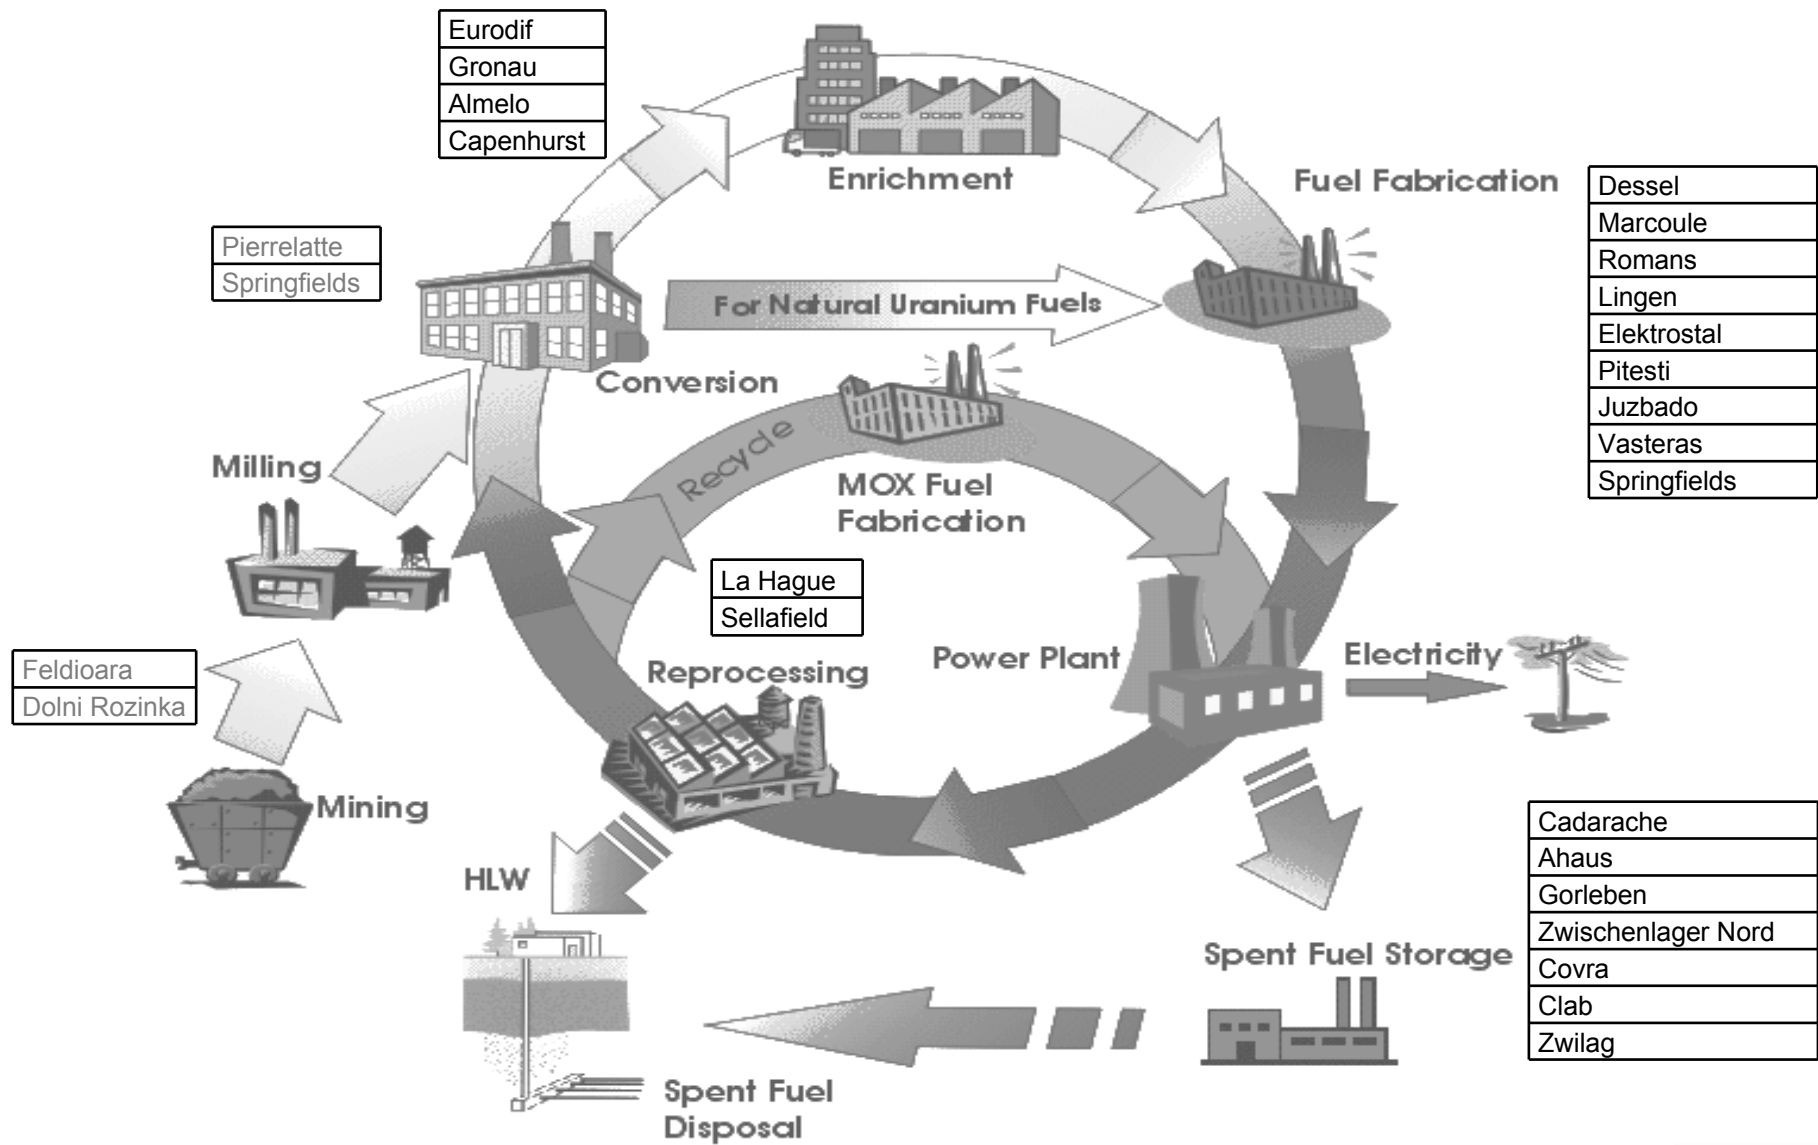 Eurodif
Gronau
Almelo
Capenhurst
Enrichment
Fuel Fabrication
Dessel
Marcoule
Romans
Lingen
Elektrostal
Pitesti
Juzbado
Vasteras
Springfields
Pierrelatte
Springfields
For Natural Uranium Fuels
Conversion
Milling
Recycle
MOX Fuel
Fabrication
La Hague
Sellafield
Reprocessing
Power Plant
Electricity
Feldioara
Dolni Rozinka
Mining
HLW
Cadarache
Ahaus
Gorleben
Zwischenlager Nord
Covra
Clab
Zwilag
Spent Fuel Storage
Spent Fuel
Disposal